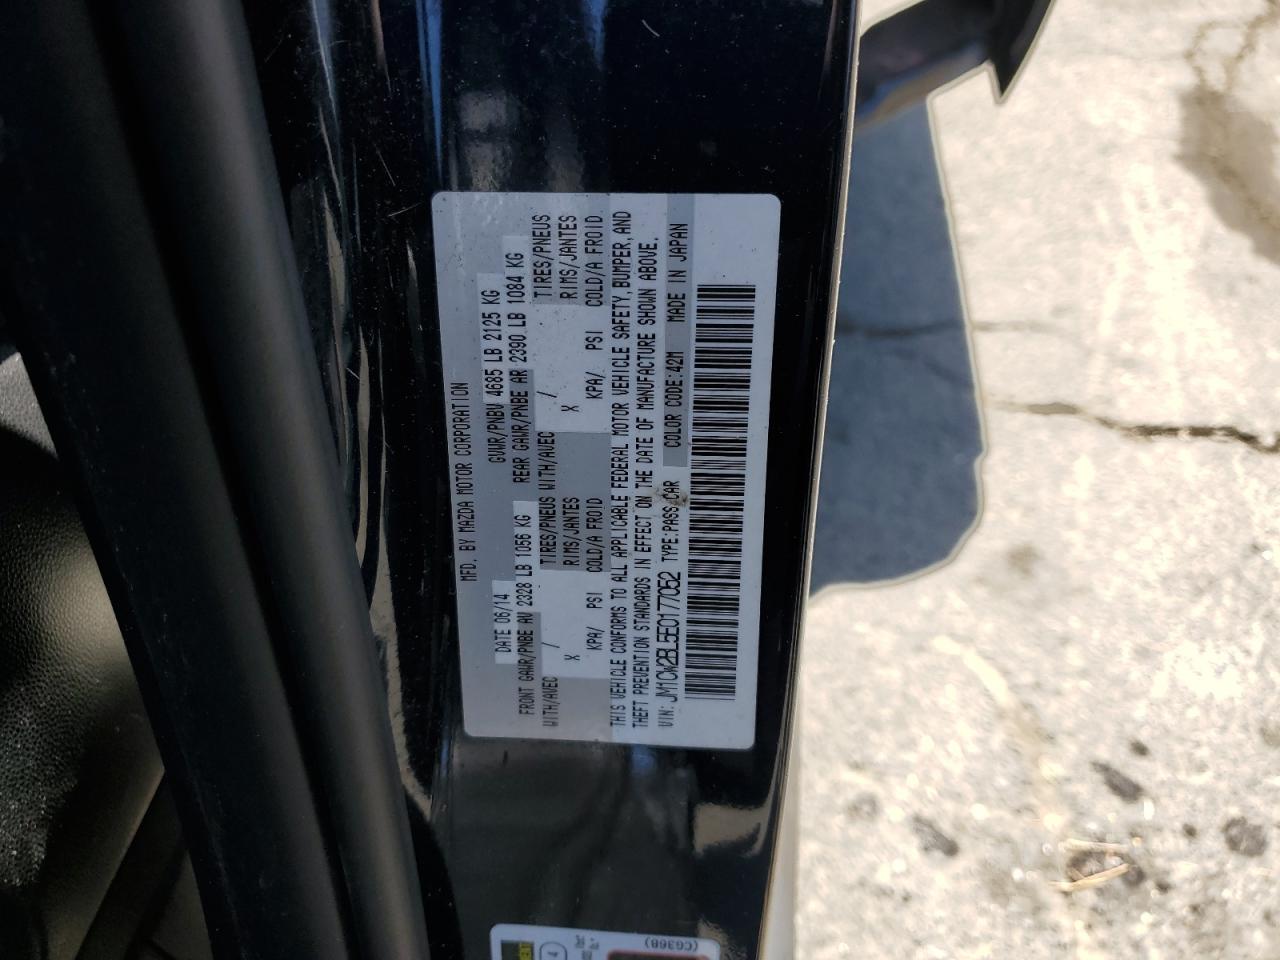 MFD. BY MAZDA MOTOR CORPORATION
DATE 06/14 GVWR/PNBV 4685 LB 2125 KG
FRONT GAWR/PNBE AV 2328 LB 1056 KG REAR GAWR/PNBE AR 2390 LB 1084 KG
WITH/AVEC / TIRES/PNEUS WITH/AVEC / TIRES/PNEUS
X RIMS/JANTES X RIMS/JANTES
KPA/ PSI COLD/A FROID KPA/ PSI COLD/A FROID
THIS VEHICLE CONFORMS TO ALL APPLICABLE FEDERAL MOTOR VEHICLE SAFETY, BUMPER, AND
THEFT PREVENTION STANDARDS IN EFFECT ON THE DATE OF MANUFACTURE SHOWN ABOVE.
VIN: JM1CW2BL5E0177052 TYPE:PASS CAR COLOR CODE:42M MADE IN JAPAN
4
(CG36B)